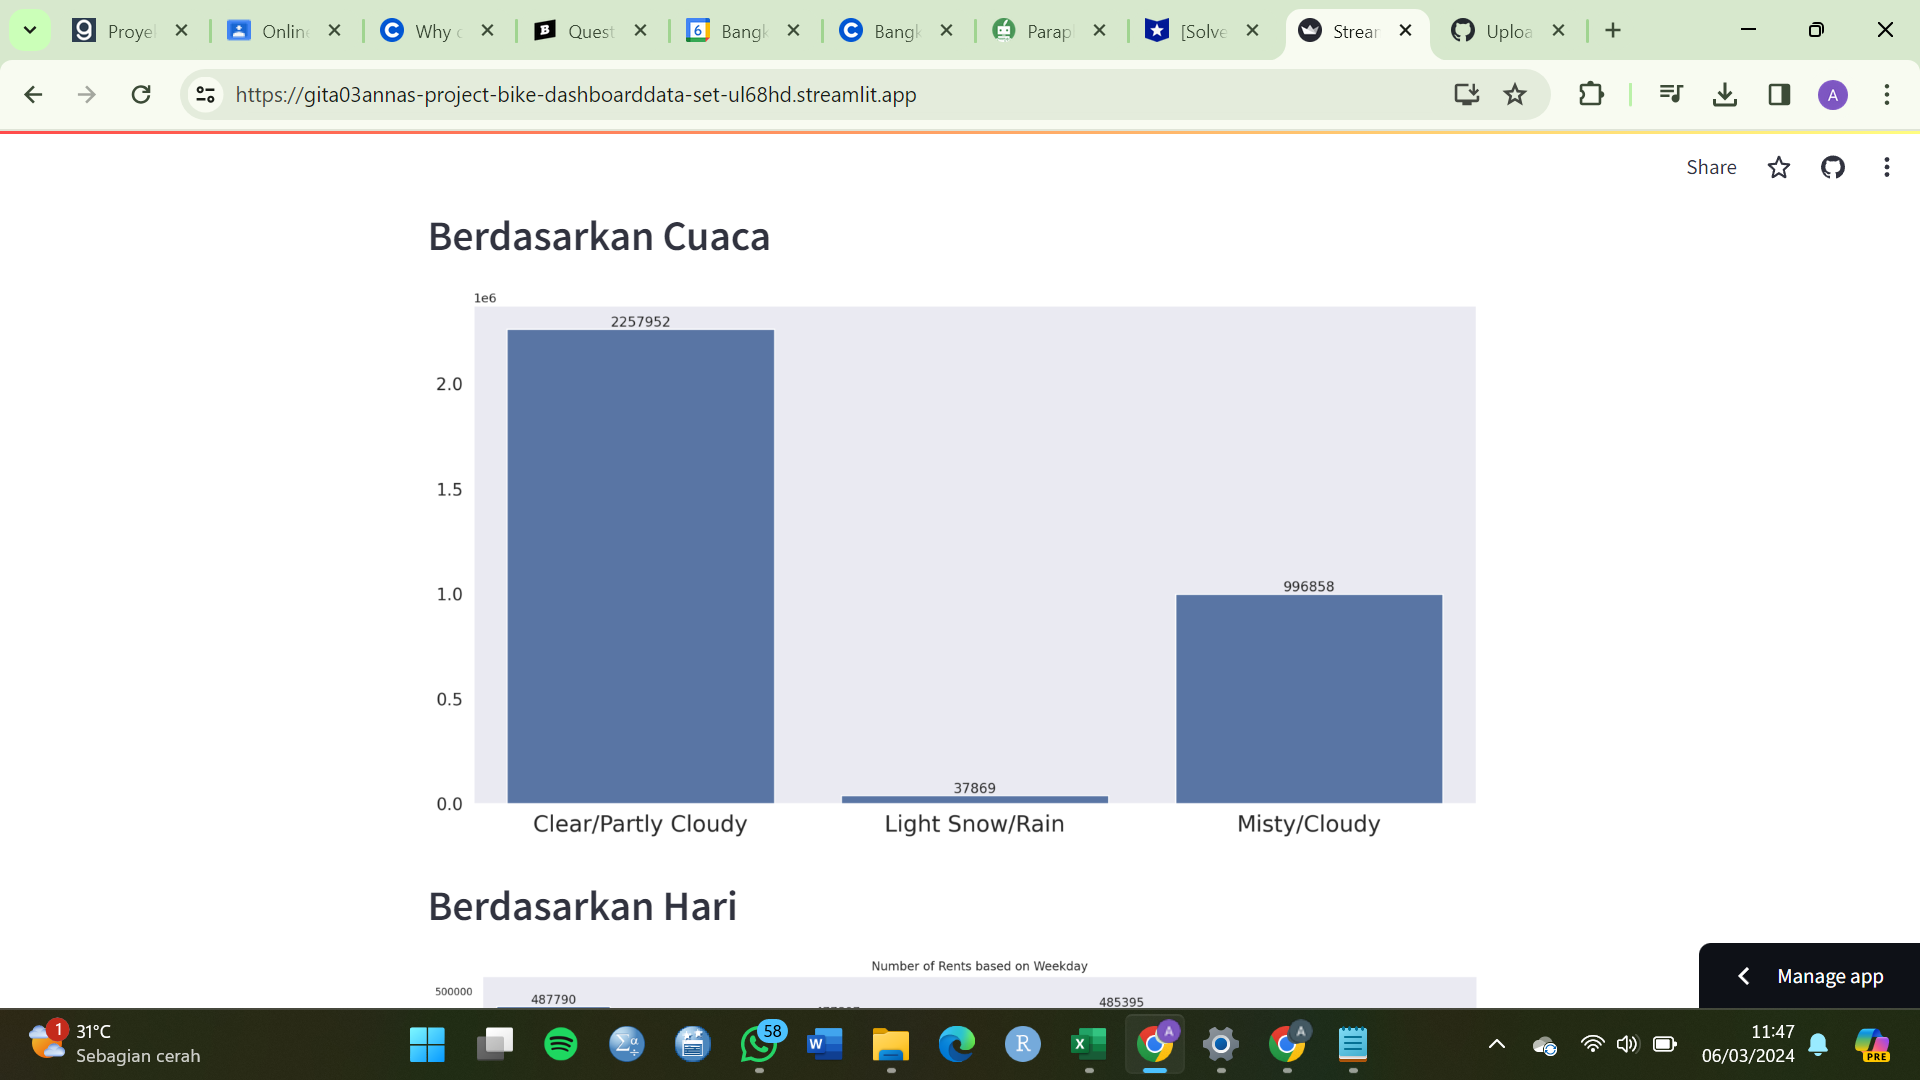 Proye
Online
Why c
Quest
Bangk
Bangk
Parap
[Solve
Strear
Uploa
https://gita03annas-project-bike-dashboarddata-set-ul68hd.streamlit.app
A
Share
Berdasarkan Cuaca
1e6
2257952
2.0
1.5
1.0
996858
0.5
37869
0.0
Clear/Partly Cloudy
Light Snow/Rain
Misty/Cloudy
Berdasarkan Hari
Number of Rents based on Weekday
500000
487790
485395
Manage app
1
31°C
Sebagian cerah
58
11:47
06/03/2024
PRE